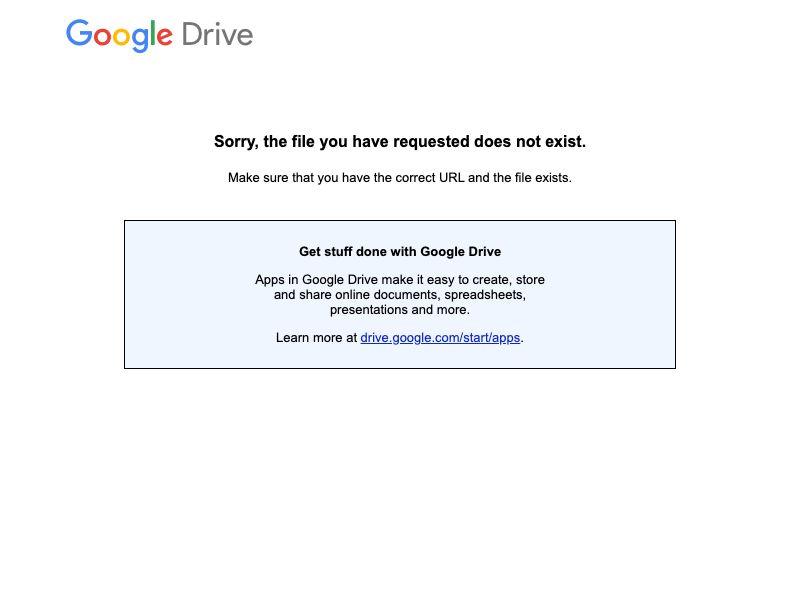 Google Drive
Sorry, the file you have requested does not exist.
Make sure that you have the correct URL and the file exists.
Get stuff done with Google Drive
Apps in Google Drive make it easy to create, store
and share online documents, spreadsheets,
presentations and more.
Learn more at drive.google.com/start/apps.